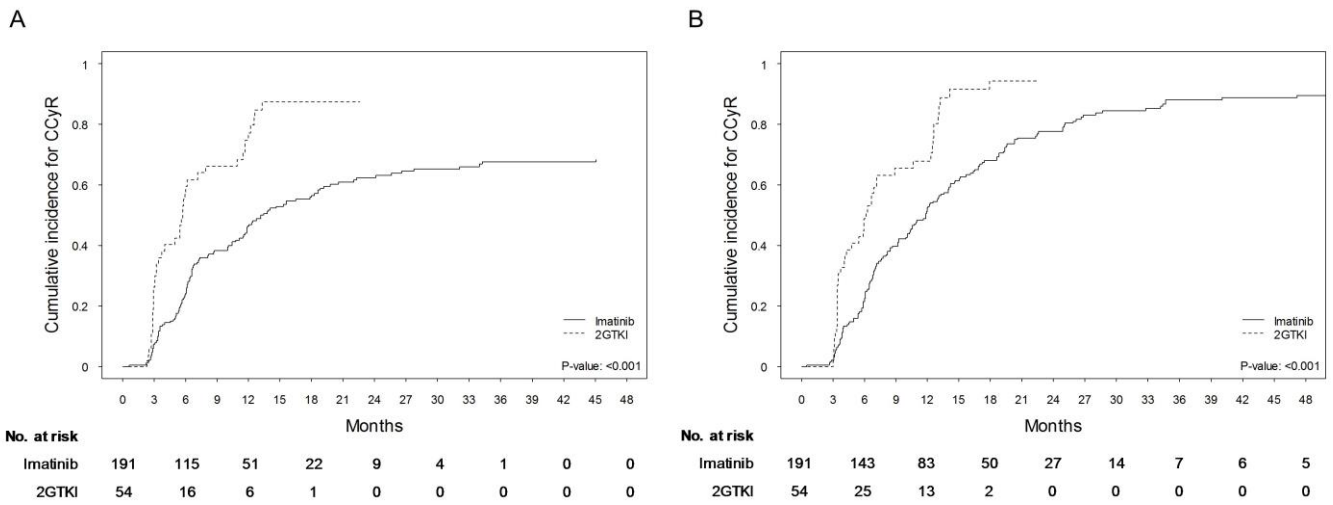 A
Cumulative incidence for CCyR
1
0.8
0.6
0.4
0.2
0
Imatinib
2GTKI
P-value: <0.001
0 3 6 9 12 15 18 21 24 27 30 33 36 39 42 45 48
Months
No. at risk
Imatinib 191 115 51 22 9 4 1 0 0
2GTKI 54 16 6 1 0 0 0 0 0
B
Cumulative incidence for CCyR
1
0.8
0.6
0.4
0.2
0
Imatinib
2GTKI
P-value: <0.001
0 3 6 9 12 15 18 21 24 27 30 33 36 39 42 45 48
Months
No. at risk
Imatinib 191 143 83 50 27 14 7 6 5
2GTKI 54 25 13 2 0 0 0 0 0